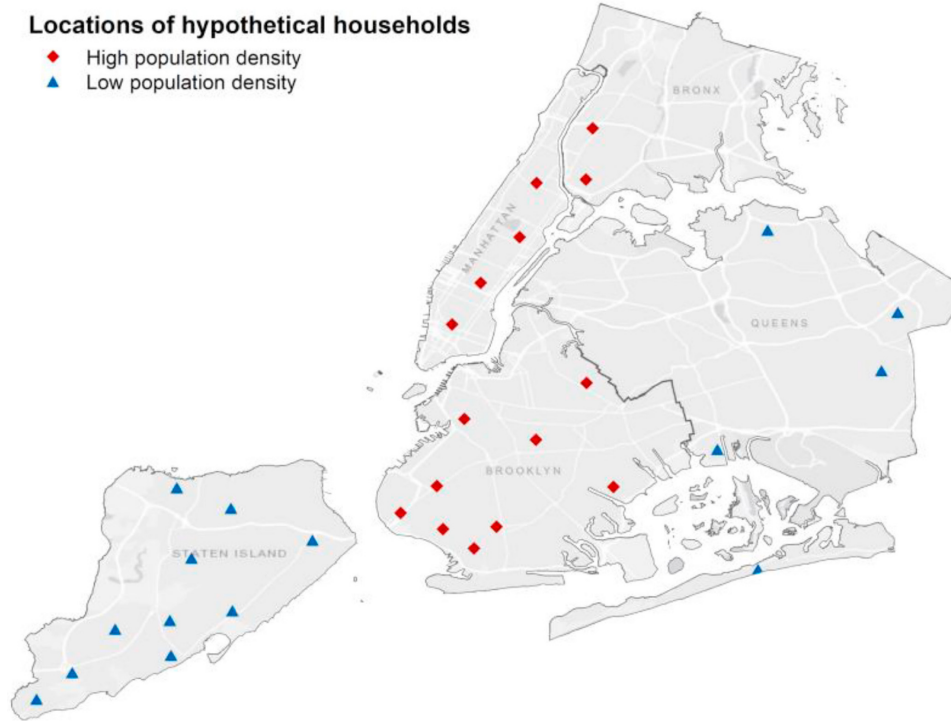 Locations of hypothetical households
High population density
Low population density
BRONX
MANHATTAN
QUEENS
BROOKLYN
STATEN ISLAND